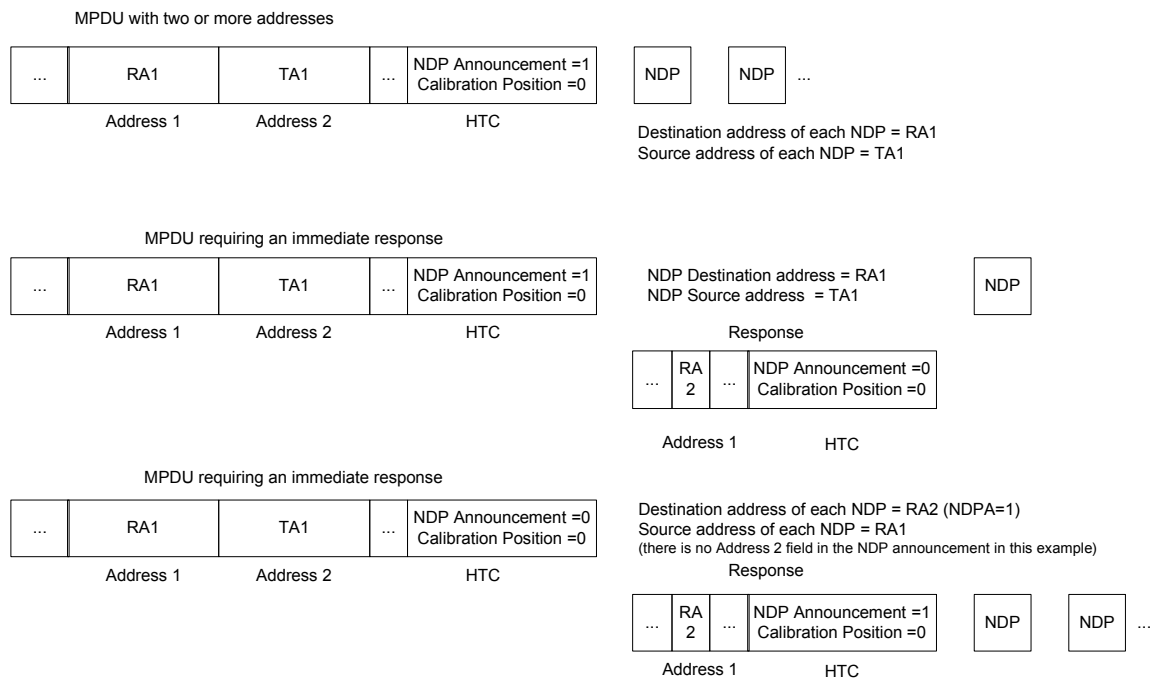 MPDU with two or more addresses
... RA1 TA1 ... NDP Announcement =1
Calibration Position =0
NDP NDP ...
Address 1 Address 2 HTC
Destination address of each NDP = RA1
Source address of each NDP = TA1
MPDU requiring an immediate response
... RA1 TA1 ... NDP Announcement =1
Calibration Position =0
NDP Destination address = RA1
NDP Source address = TA1
NDP
Address 1 Address 2 HTC
Response
... RA
2
... NDP Announcement =0
Calibration Position =0
Address 1 HTC
MPDU requiring an immediate response
... RA1 TA1 ... NDP Announcement =0
Calibration Position =0
Address 1 Address 2 HTC
Destination address of each NDP = RA2 (NDPA=1)
Source address of each NDP = RA1
(there is no Address 2 field in the NDP announcement in this example)
Response
... RA
2
... NDP Announcement =1
Calibration Position =0
NDP NDP ...
Address 1 HTC